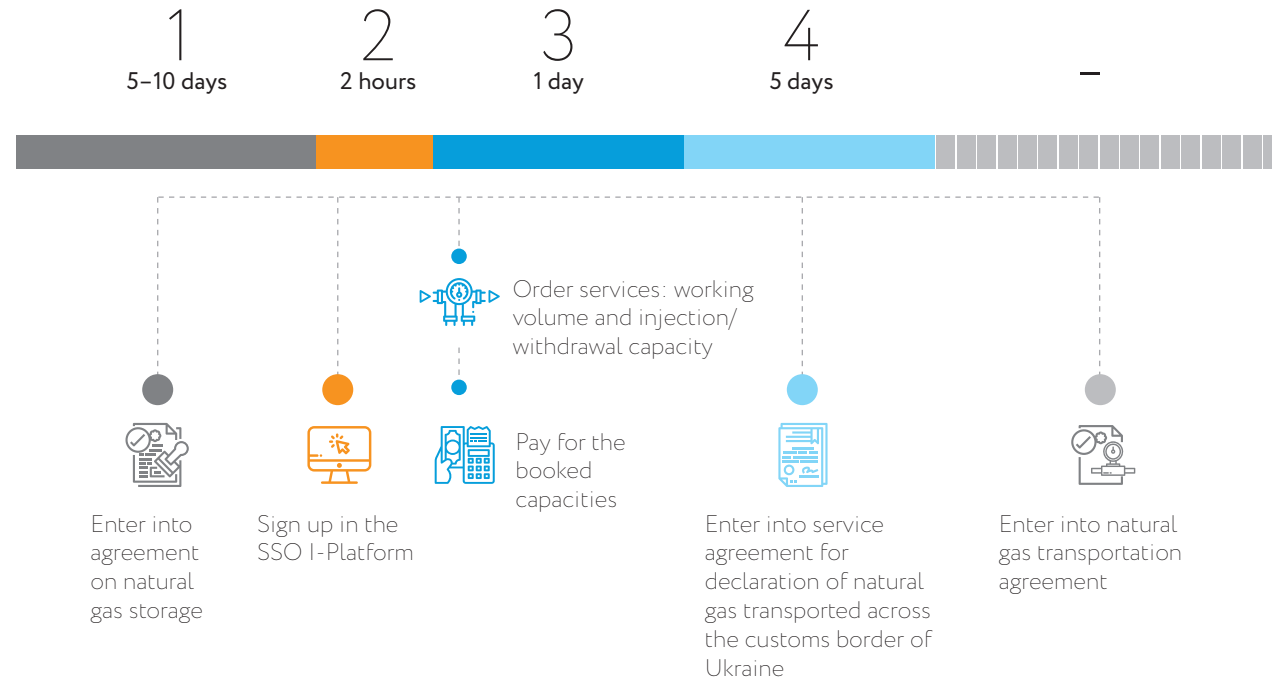 1
5–10 days
2
2 hours
3
1 day
4
5 days
–
Order services: working
volume and injection/
withdrawal capacity
Pay for the
booked
capacities
Enter into
agreement
on natural
gas storage
Sign up in the
SSO I-Platform
Enter into service
agreement for
declaration of natural
gas transported across
the customs border of
Ukraine
Enter into natural
gas transportation
agreement